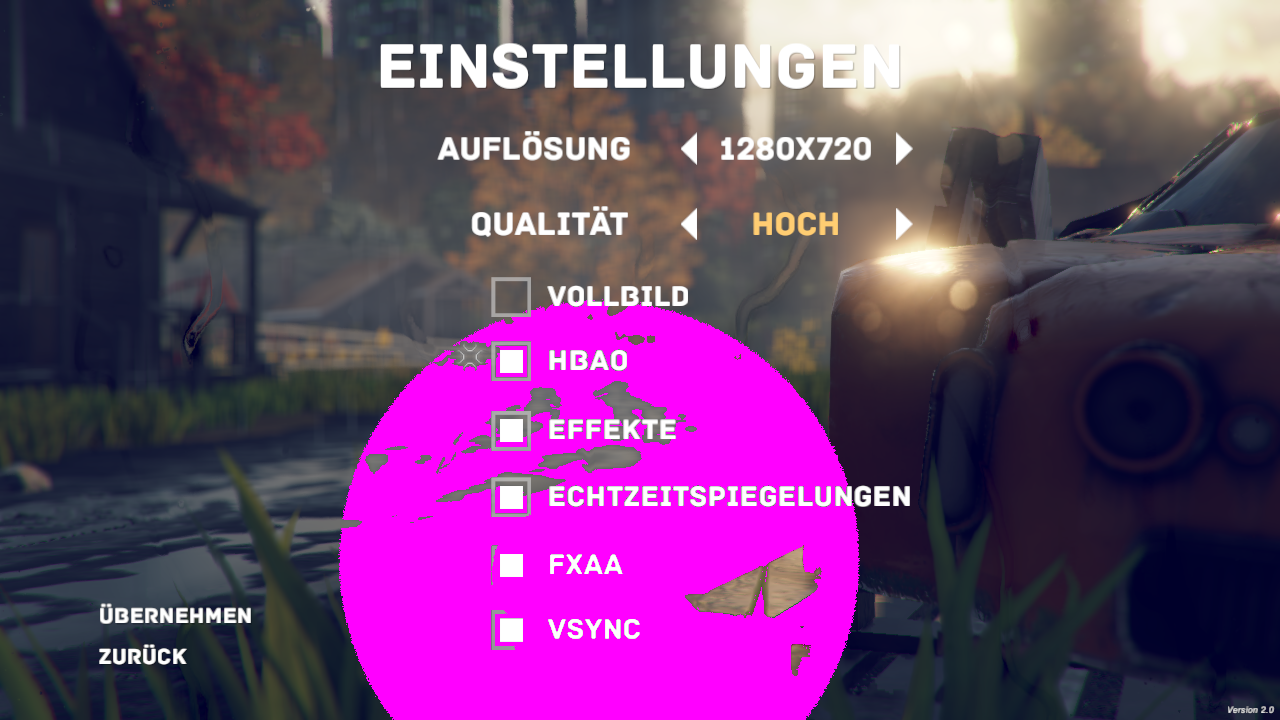 EINSTELLUNGEN
AUFLÖSUNG 1280X720
QUALITÄT HOCH
VOLLBILD
HBAO
EFFEKTE
ECHTZEITSPIEGELUNGEN
FXAA
VSYNC
ÜBERNEHMEN
ZURÜCK
Version 2.0